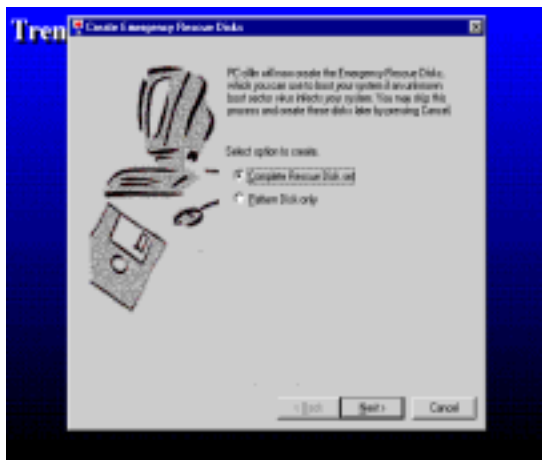 Tren
Create Emergency Rescue Disks
PC-cillin will now create the Emergency Rescue Disks,
which you can use to boot your system if an unknown
boot sector virus infects your system. You may skip this
process and create these disks later by pressing Cancel.
Select option to create.
Complete Rescue Disk set
Pattern Disk only
< Back
Next >
Cancel